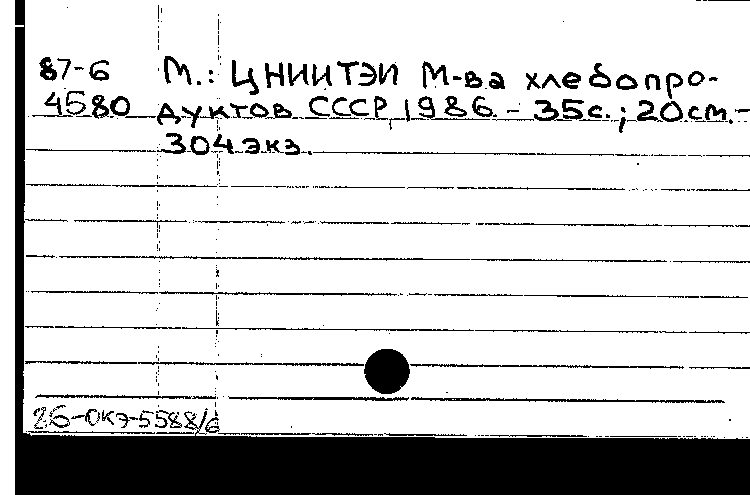 87-6 М.: ЦНИИТЭИ М-ва хлебопро-
4580 дуктов СССР, 1986. - 35с.; 20см. -
304 экз.
26-ОКЭ-5588/6